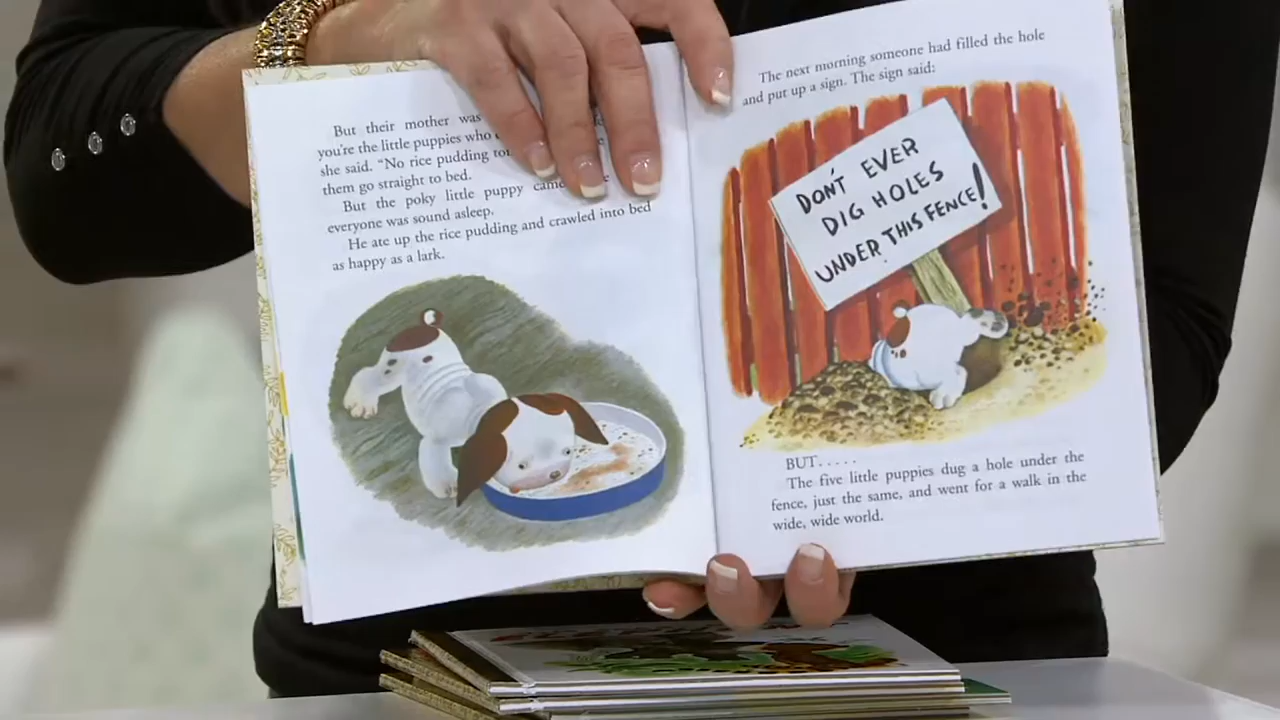 But their mother was
you're the little puppies who
she said. "No rice pudding
them go straight to bed.
But the poky little puppy came
everyone was sound asleep,
He ate up the rice pudding and crawled into bed
as happy as a lark.
The next morning someone had filled the hole
and put up a sign. The sign said:
DON'T EVER
DIG HOLES
UNDER THIS FENCE!
BUT.....
The five little puppies dug a hole under the
fence, just the same, and went for a walk in the
wide, wide world.